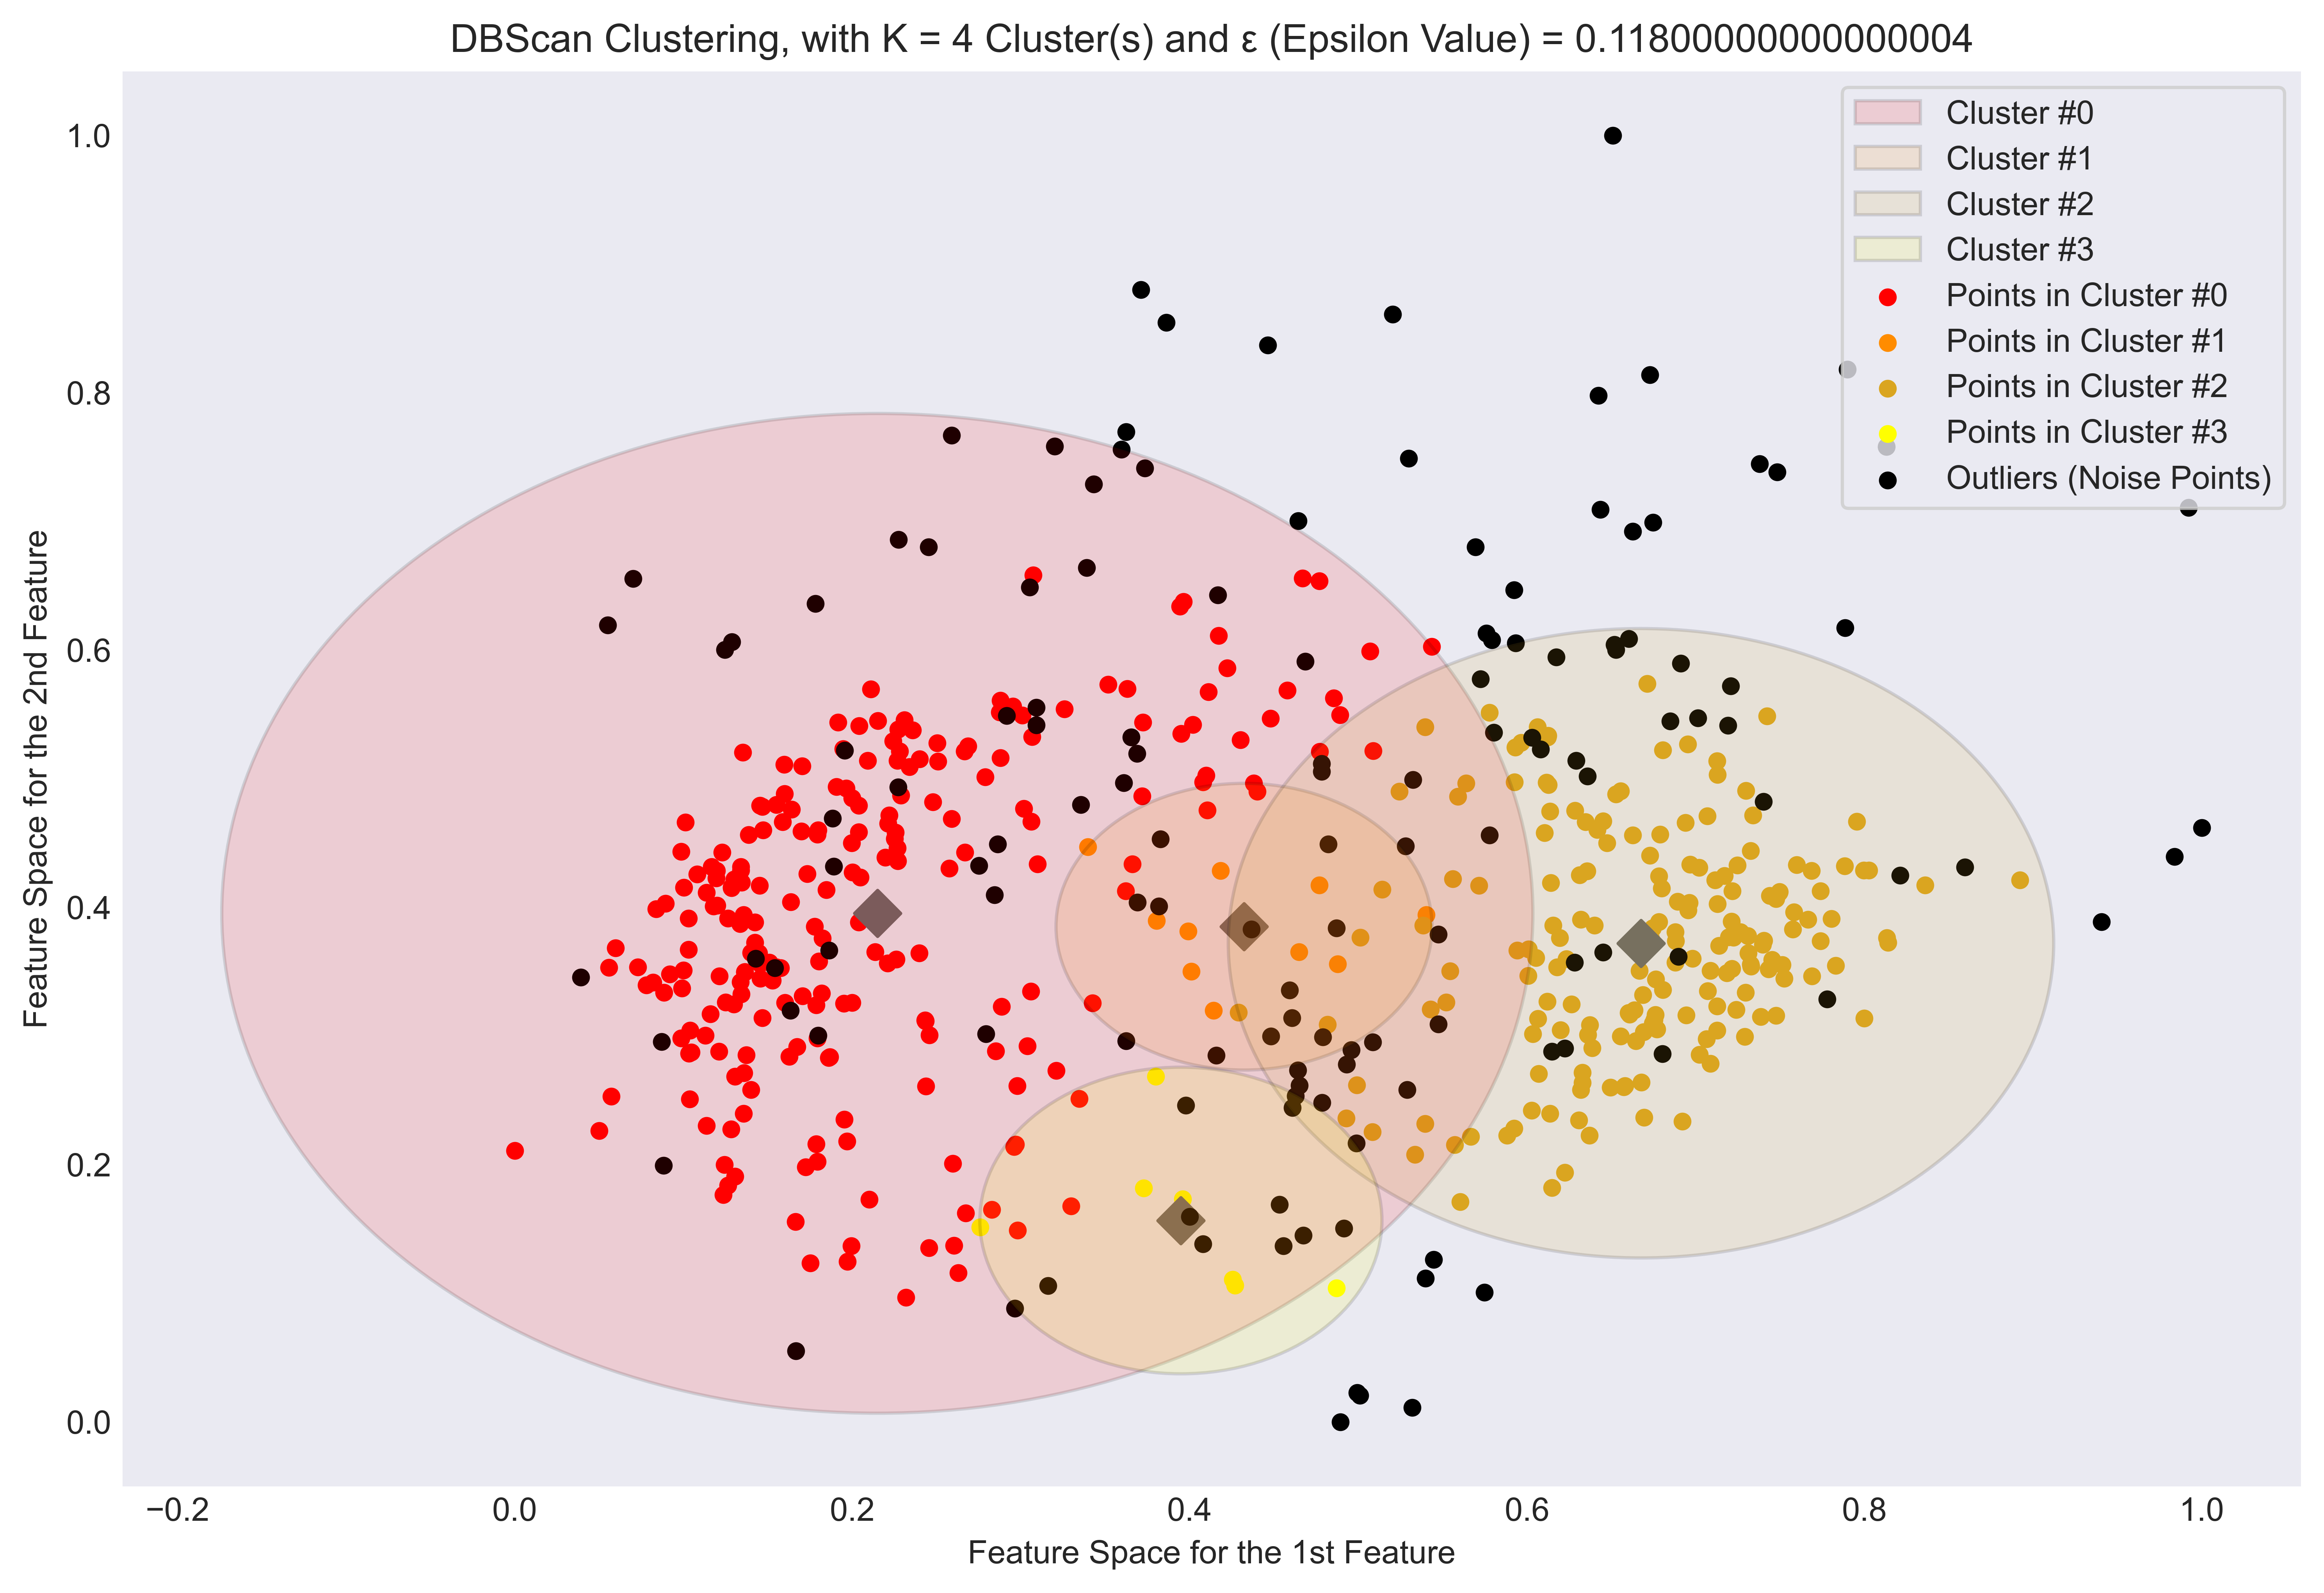 DBScan Clustering, with K = 4 Cluster(s) and ε (Epsilon Value) = 0.11800000000000004
Cluster #0
Cluster #1
Cluster #2
Cluster #3
Points in Cluster #0
Points in Cluster #1
Points in Cluster #2
Points in Cluster #3
Outliers (Noise Points)
Feature Space for the 2nd Feature
1.0
0.8
0.6
0.4
0.2
0.0
−0.2 0.0 0.2 0.4 0.6 0.8 1.0
Feature Space for the 1st Feature